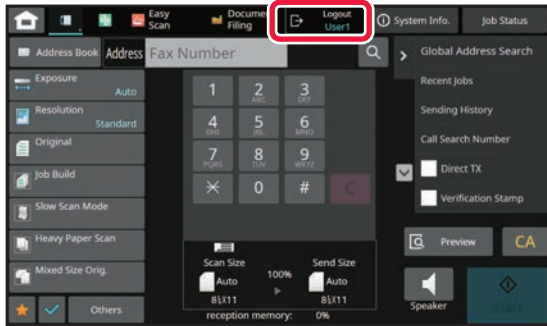 Easy Scan
Document Filing
Logout
User1
System Info.
Job Status
Address Book
Address
Fax Number
Global Address Search
Exposure
Auto
Resolution
Standard
Original
Job Build
Slow Scan Mode
Heavy Paper Scan
Mixed Size Orig.
Others
1
2
ABC
3
DEF
4
GHI
5
JKL
6
MNO
7
PQRS
8
TUV
9
WXYZ
0
#
C
Recent Jobs
Sending History
Call Search Number
Direct TX
Verification Stamp
Preview
CA
Scan Size
Auto
8½X11
100%
Send Size
Auto
8½X11
reception memory: 0%
Speaker
Start